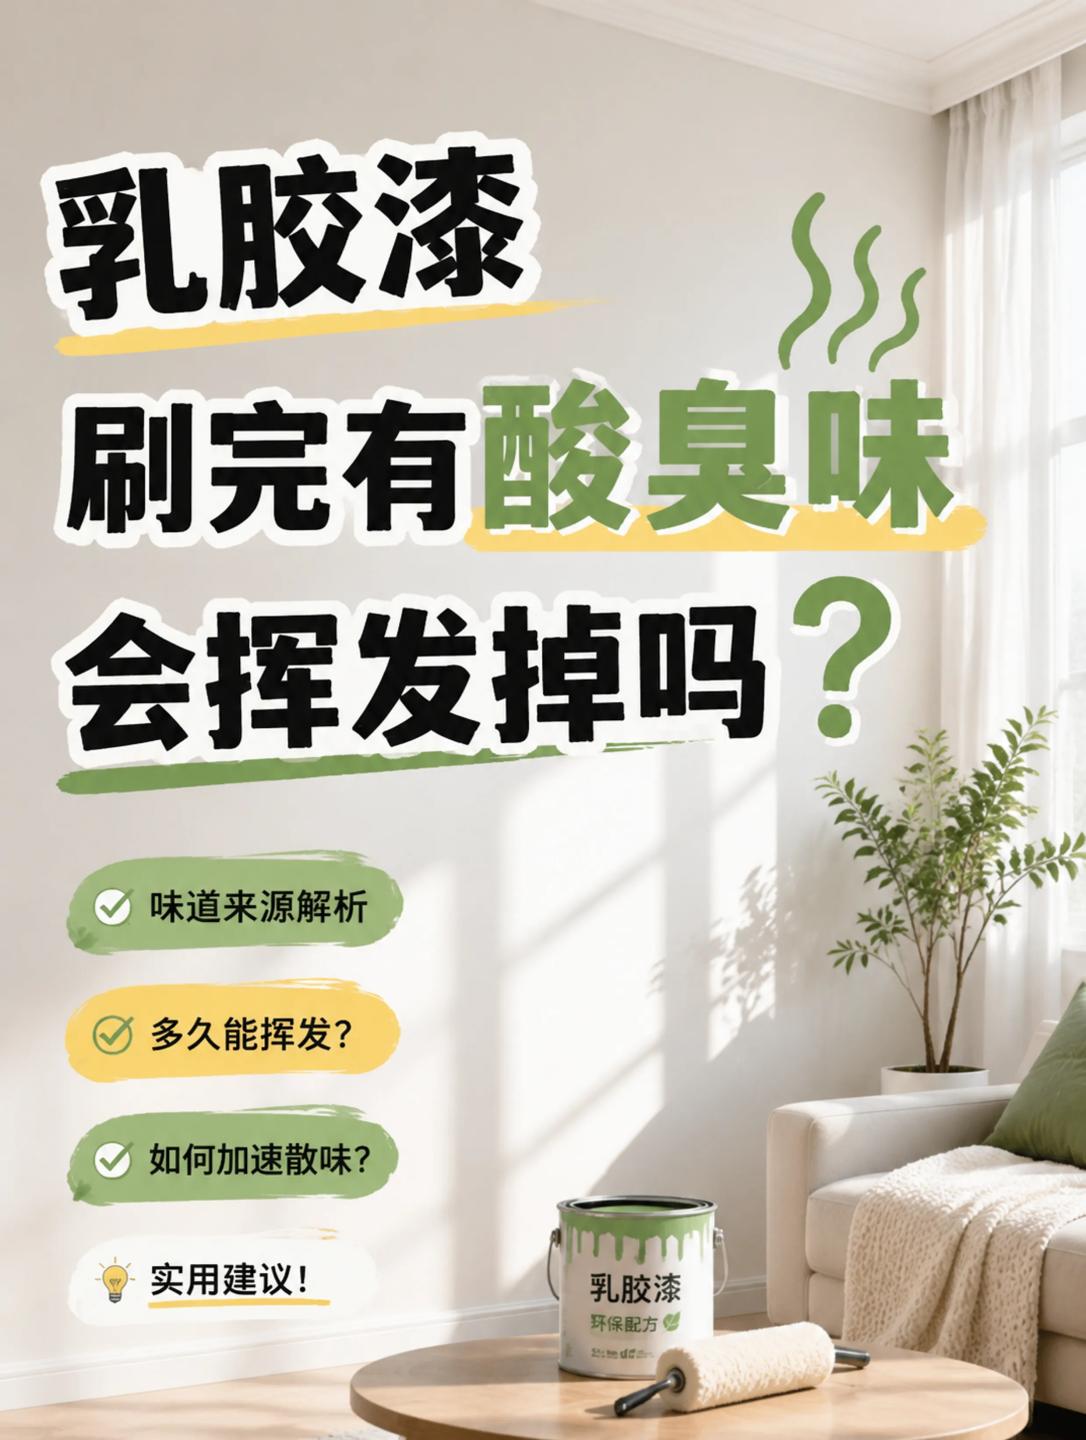 乳胶漆
刷完有酸臭味
会挥发掉吗？
味道来源解析
多久能挥发？
如何加速散味？
实用建议！
乳胶漆
环保配方